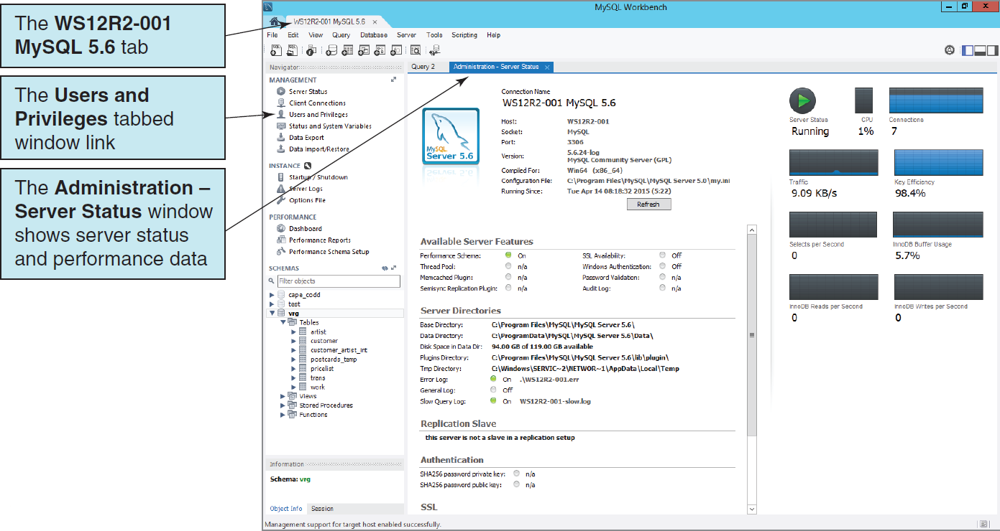 The WS12R2-001
MySQL 5.6 tab
The Users and
Privileges tabbed
window link
The Administration –
Server Status window
shows server status
and performance data
MySQL Workbench
WS12R2-001 MySQL 5.6 ×
File Edit View Query Database Server Tools Scripting Help
Navigator
MANAGEMENT
Server Status
Client Connections
Users and Privileges
Status and System Variables
Data Export
Data Import/Restore
INSTANCE
Startup / Shutdown
Server Logs
Options File
PERFORMANCE
Dashboard
Performance Reports
Performance Schema Setup
SCHEMAS
Filter objects
cape_codd
test
vrg
Tables
artist
customer
customer_artist_int
postcards_temp
pricelist
trans
work
Views
Stored Procedures
Functions
Information
Schema: vrg
Object Info Session
Query 2 Administration - Server Status ×
Connection Name
WS12R2-001 MySQL 5.6
MySQL
Server 5.6
Host: WS12R2-001
Socket: MySQL
Port: 3306
Version: 5.6.24-log
MySQL Community Server (GPL)
Compiled For: Win64 (x86_64)
Configuration File: C:\Program Files\MySQL\MySQL Server 5.0\my.ini
Running Since: Tue Apr 14 08:18:32 2015 (5:22)
Refresh
Available Server Features
Performance Schema: On SSL Availability: Off
Thread Pool: n/a Windows Authentication: Off
Memcached Plugin: n/a Password Validation: n/a
Semisync Replication Plugin: n/a Audit Log: n/a
Server Directories
Base Directory: C:\Program Files\MySQL\MySQL Server 5.6\
Data Directory: C:\ProgramData\MySQL\MySQL Server 5.6\Data\
Disk Space in Data Dir: 94.00 GB of 119.00 GB available
Plugins Directory: C:\Program Files\MySQL\MySQL Server 5.6\lib\plugin\
Tmp Directory: C:\Windows\SERVIC~2\NETWOR~1\AppData\Local\Temp
Error Log: On .\WS12R2-001.err
General Log: Off
Slow Query Log: On WS12R2-001-slow.log
Replication Slave
this server is not a slave in a replication setup
Authentication
SHA256 password private key: n/a
SHA256 password public key: n/a
SSL
Server Status CPU Connections
Running 1% 7
Traffic Key Efficiency
9.09 KB/s 98.4%
Selects per Second InnoDB Buffer Usage
0 5.7%
InnoDB Reads per Second InnoDB Writes per Second
0 0
Management support for target host enabled successfully.